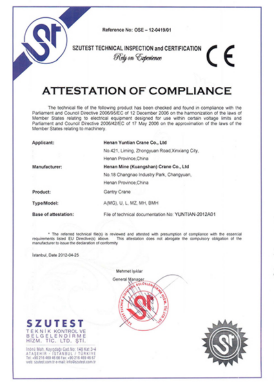 Reference No: OSE – 12-0419/01
SZUTEST TECHNICAL INSPECTION and CERTIFICATION
Rely on Experience
CE
ATTESTATION OF COMPLIANCE
The technical file of the following product has been checked and found in compliance with the
Parliament and Council Directive 2006/95/EC of 12 December 2006 on the harmonization of the laws of
Member States relating to electrical equipment designed for use within certain voltage limits and
Parliament and Council Directive 2006/42/EC of 17 May 2006 on the approximation of the laws of the
Member States relating to machinery.
Applicant: Henan Yuntian Crane Co., Ltd
No.421, Liming, Zhongyuan Road,Xinxiang City,
Henan Province,China
Manufacturer: Henan Mine (Kuangshan) Crane Co., Ltd
No.18 Changnao Industry Park, Changyuan,
Henan Province,China
Product: Gantry Crane
Type/Model: A(MG), U, L, MZ, MH, BMH
Base of attestation: File of technical documentation No: YUNTIAN-2012A01
* The referred technical file(s) is reviewed and attested with presumption of compliance with the essential
requirements listed EU Directive(s) above. This attestation does not abrogate the compulsory obligation of the
manufacturer to issue the declaration of conformity.
Istanbul, Date 2012-04-25
Mehmet Işıklar
General Manager
SZUTEST
TEKNİK KONTROL VE
BELGELENDİRME
HİZM. TİC. LTD. ŞTİ.